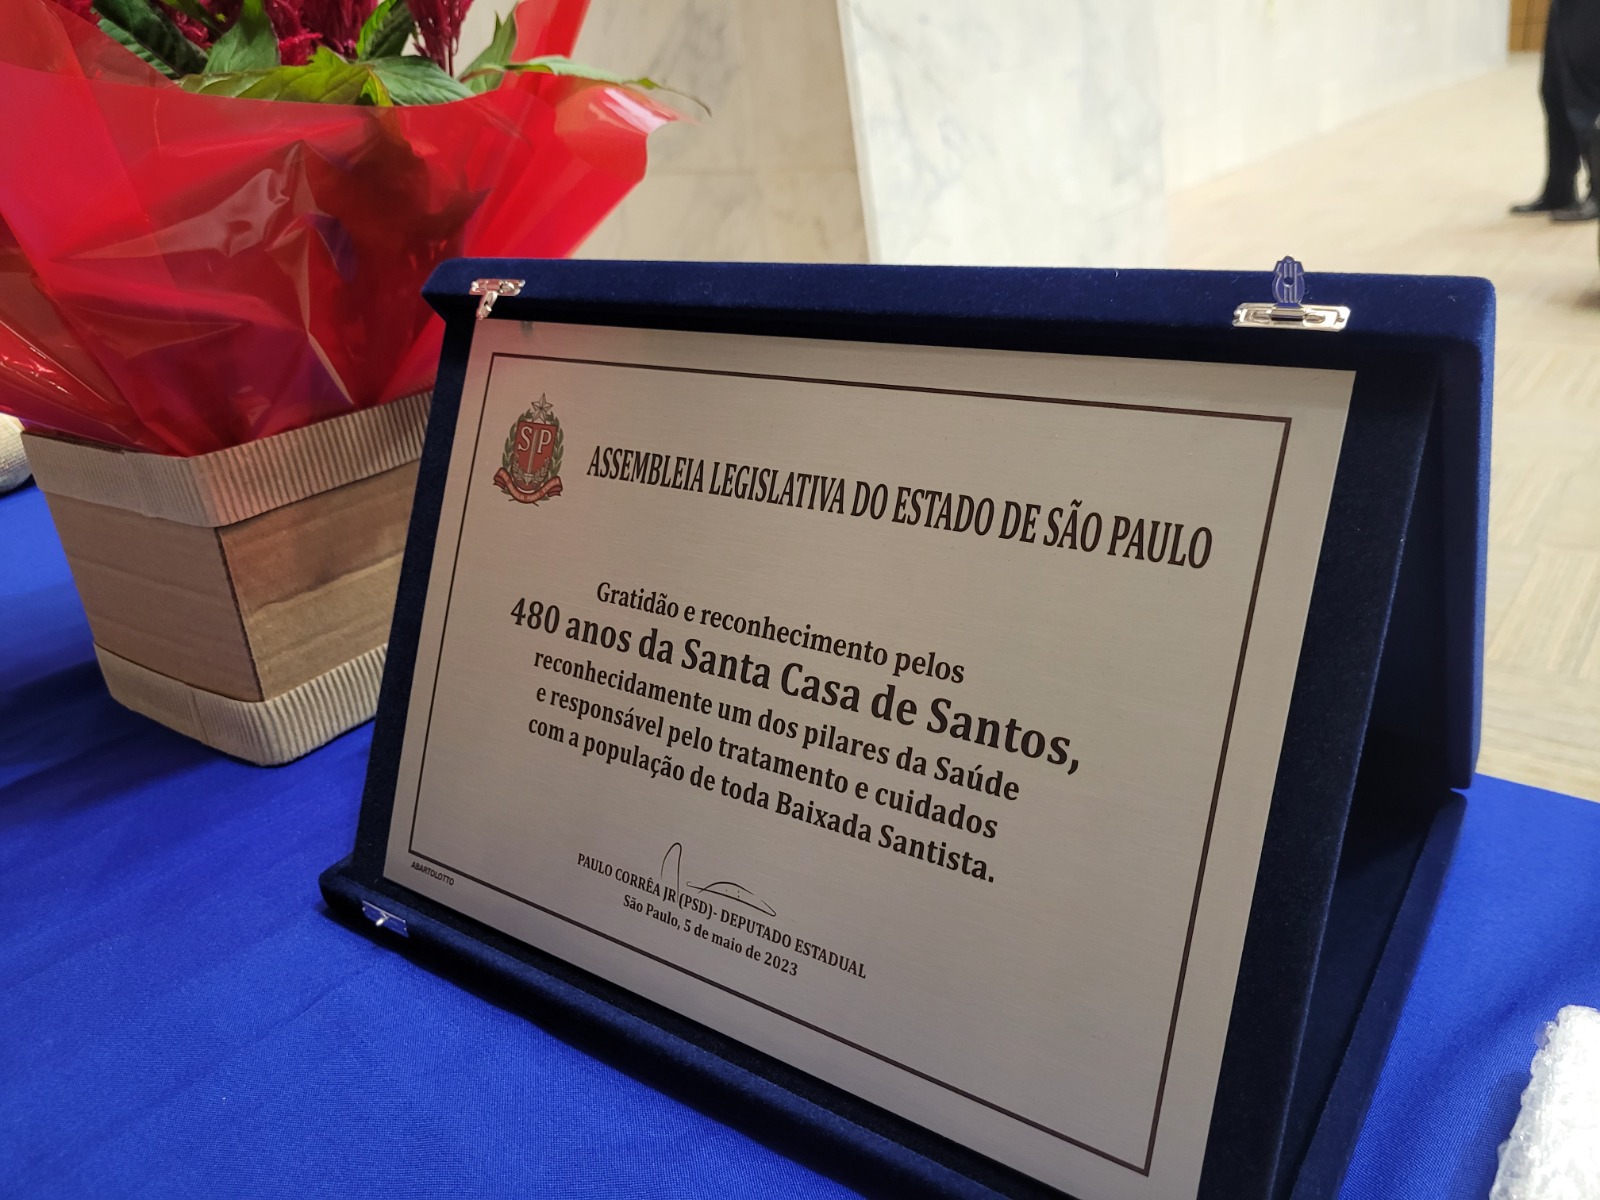 SP
ASSEMBLEIA LEGISLATIVA DO ESTADO DE SÃO PAULO
Gratidão e reconhecimento pelos
480 anos da Santa Casa de Santos,
reconhecidamente um dos pilares da Saúde
e responsável pelo tratamento e cuidados
com a população de toda Baixada Santista.
PAULO CORRÊA JR (PSD)- DEPUTADO ESTADUAL
São Paulo, 5 de maio de 2023
ABARTOLOTTO